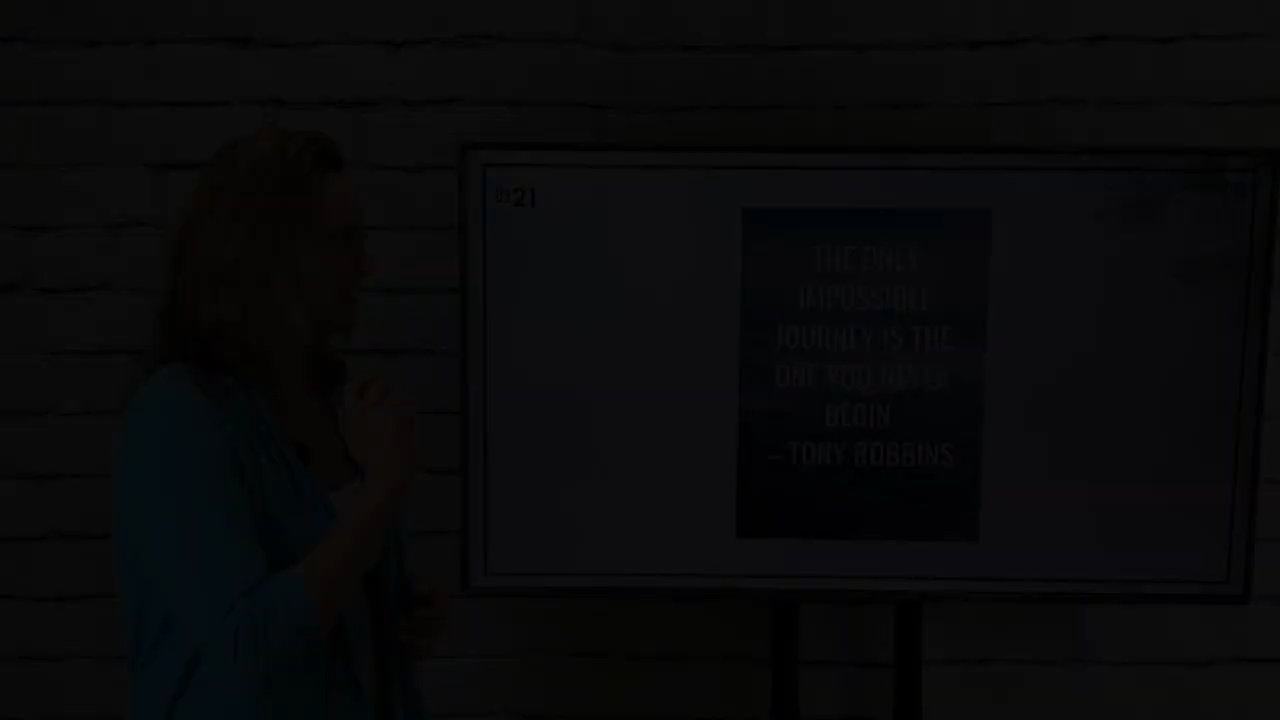 21
THE ONLY
IMPOSSIBLE
JOURNEY IS THE
ONE YOU NEVER
BEGIN
– TONY ROBBINS